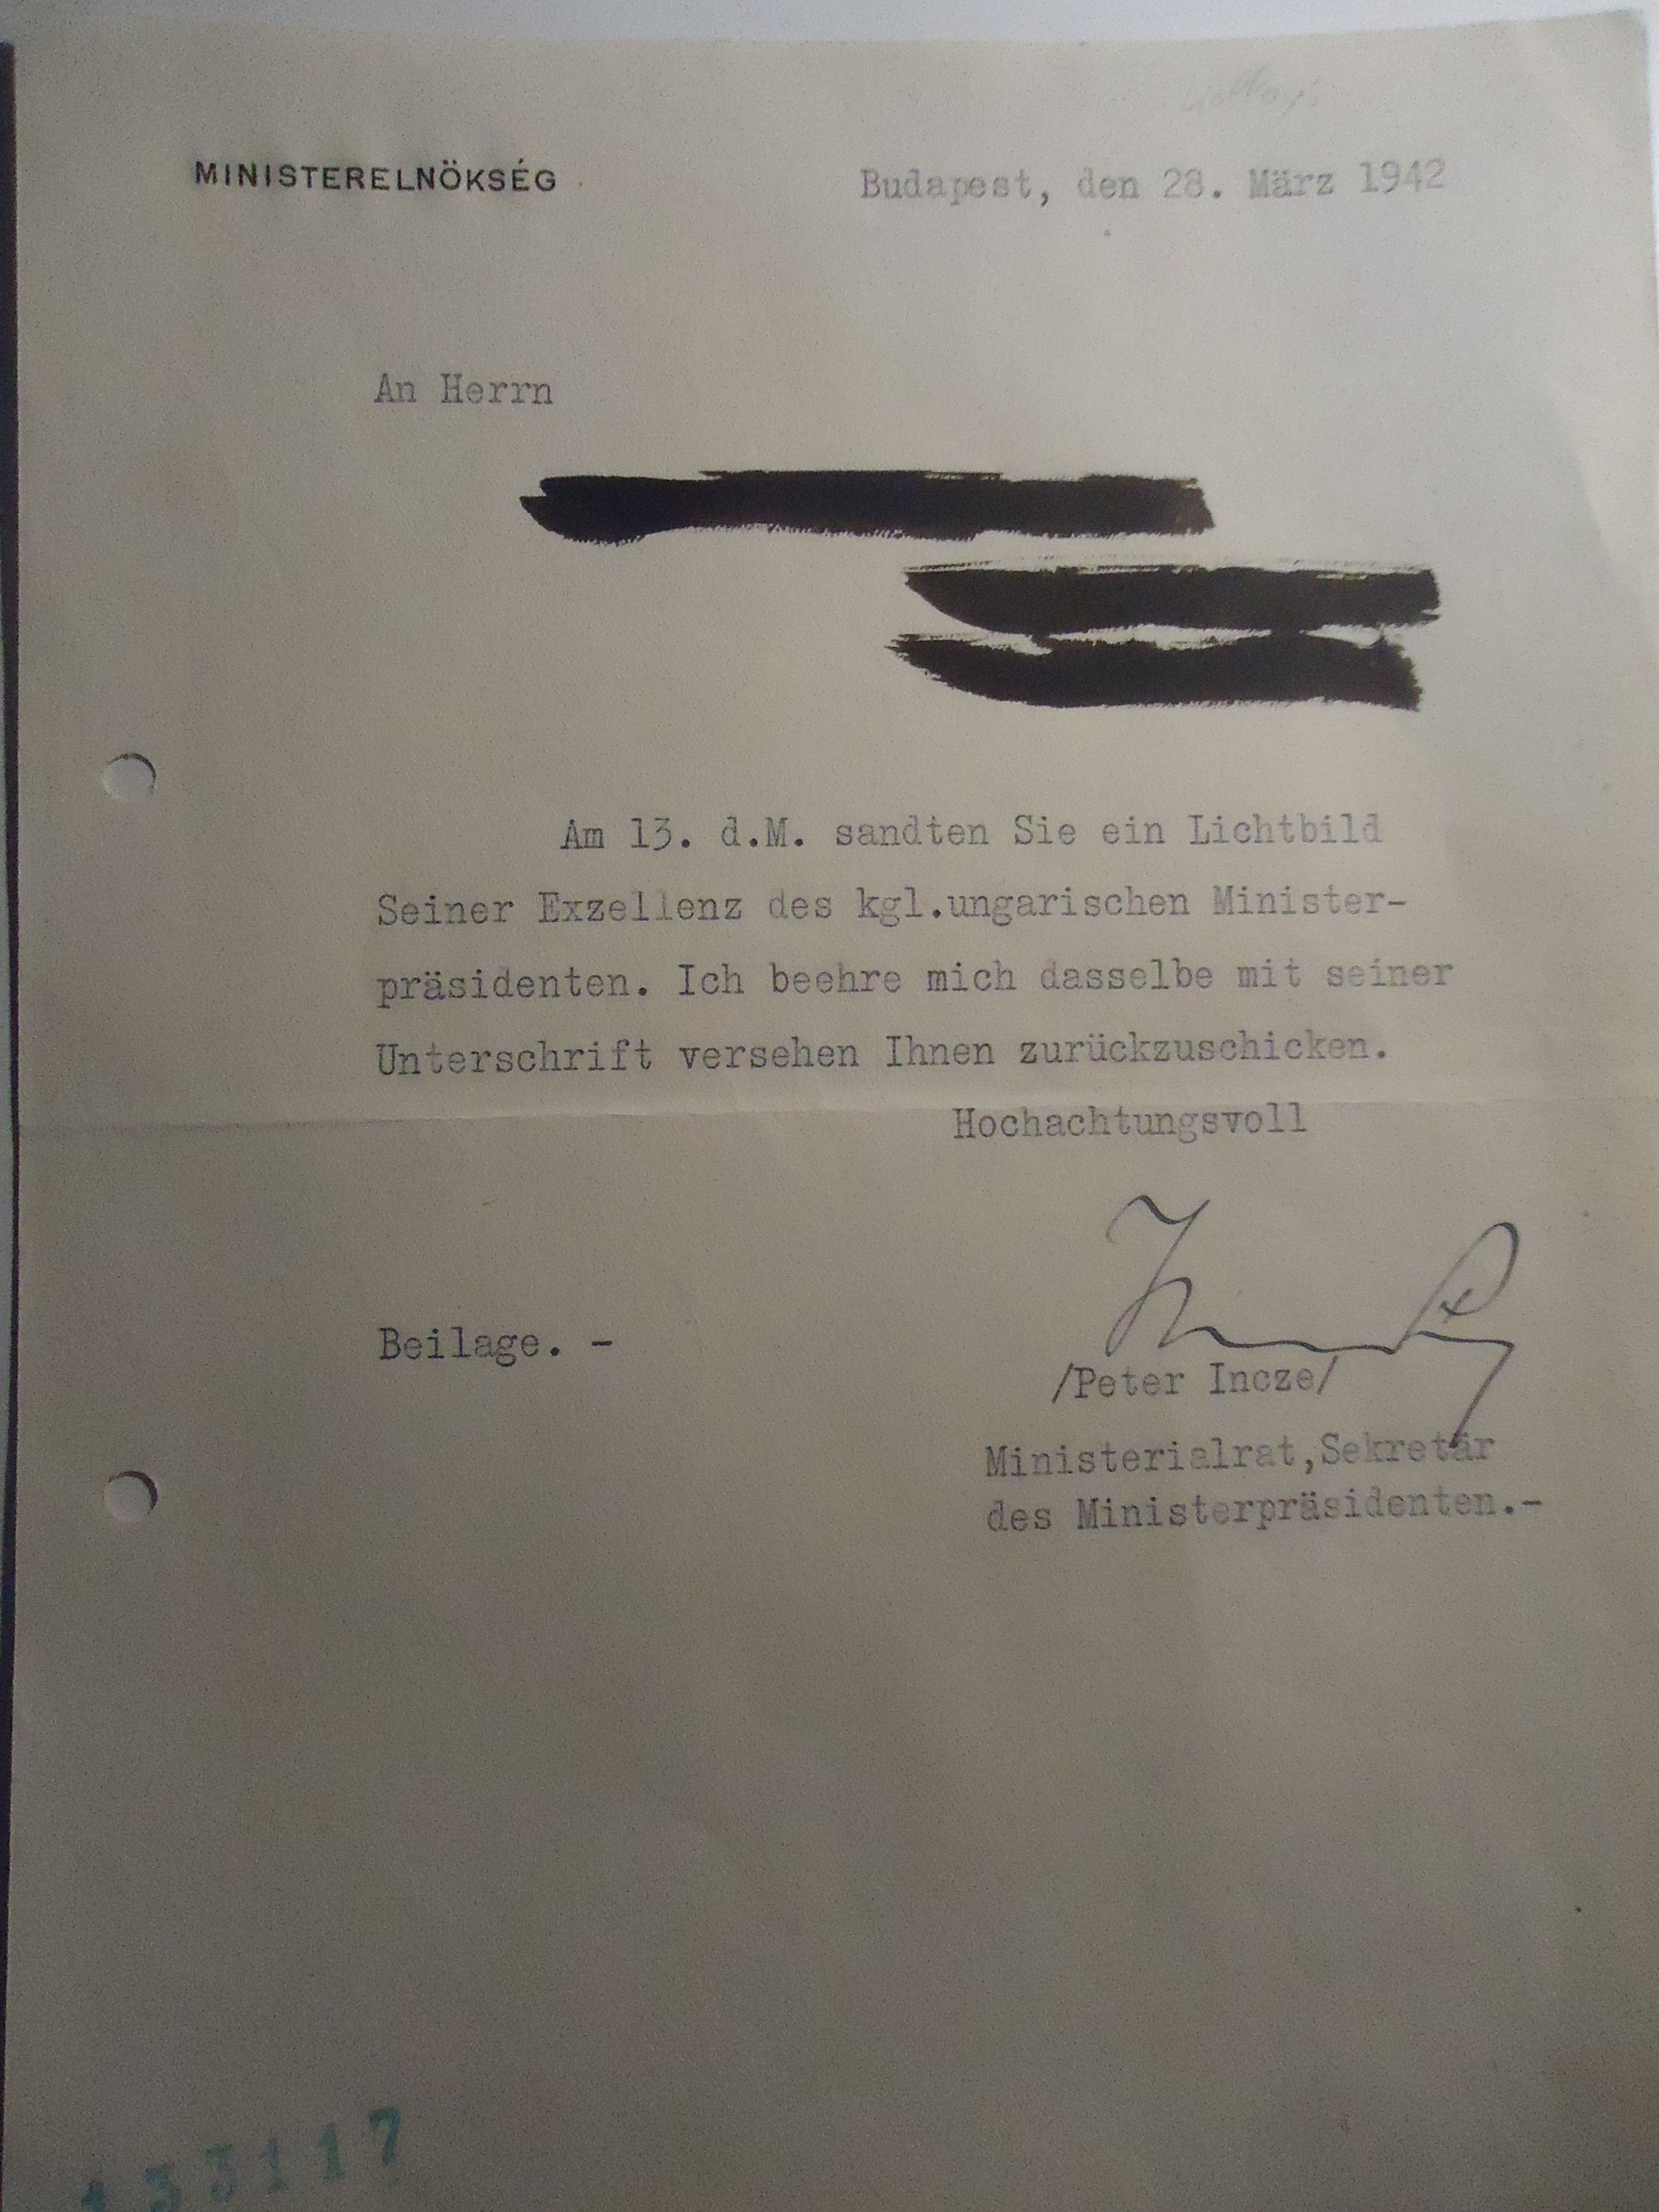 MINISTERELNÖKSÉG
Budapest, den 28. März 1942
An Herrn
Am 13. d.M. sandten Sie ein Lichtbild
Seiner Exzellenz des kgl.ungarischen Minister-
präsidenten. Ich beehre mich dasselbe mit seiner
Unterschrift versehen Ihnen zurückzuschicken.
Hochachtungsvoll
Beilage. -
/Peter Incze/
Ministerialrat,Sekretär
des Ministerpräsidenten.-
133117